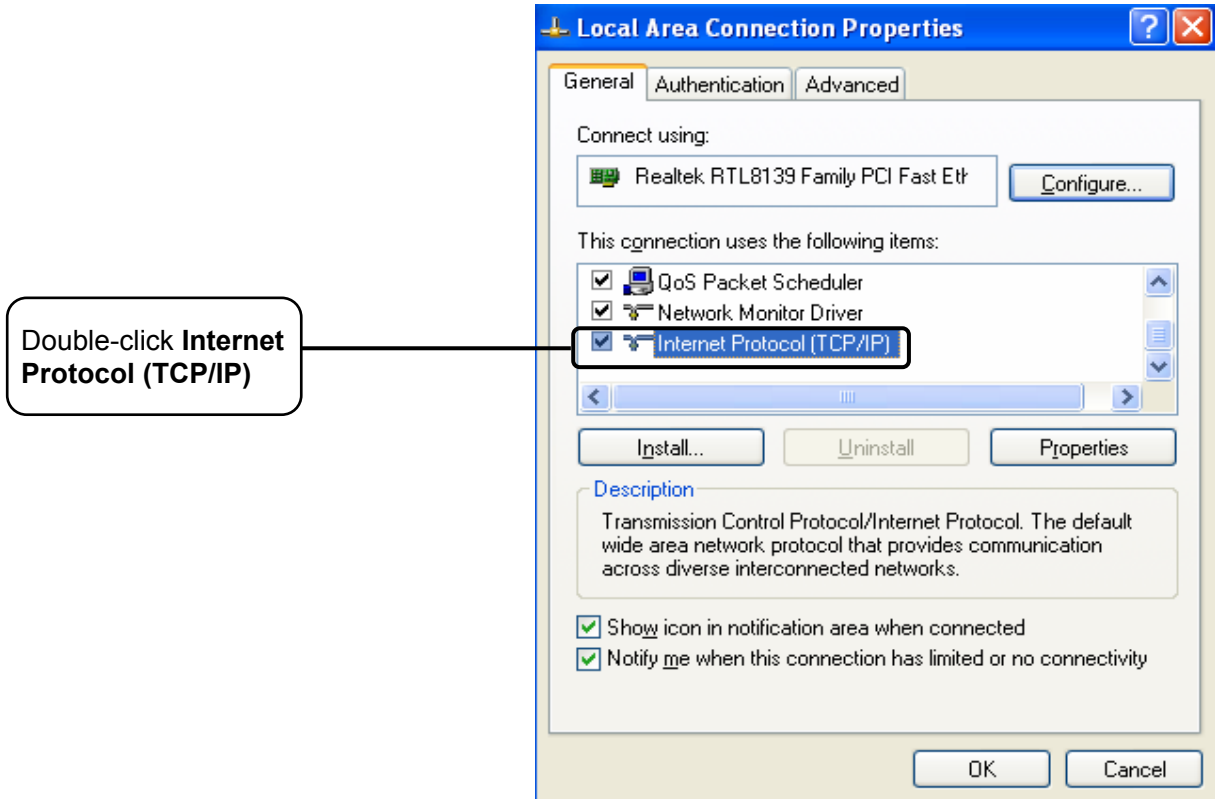 Local Area Connection Properties
General
Authentication
Advanced
Connect using:
Realtek RTL8139 Family PCI Fast Eth
Configure...
This connection uses the following items:
QoS Packet Scheduler
Network Monitor Driver
Internet Protocol (TCP/IP)
Double-click Internet
Protocol (TCP/IP)
Install...
Uninstall
Properties
Description
Transmission Control Protocol/Internet Protocol. The default
wide area network protocol that provides communication
across diverse interconnected networks.
Show icon in notification area when connected
Notify me when this connection has limited or no connectivity
OK
Cancel